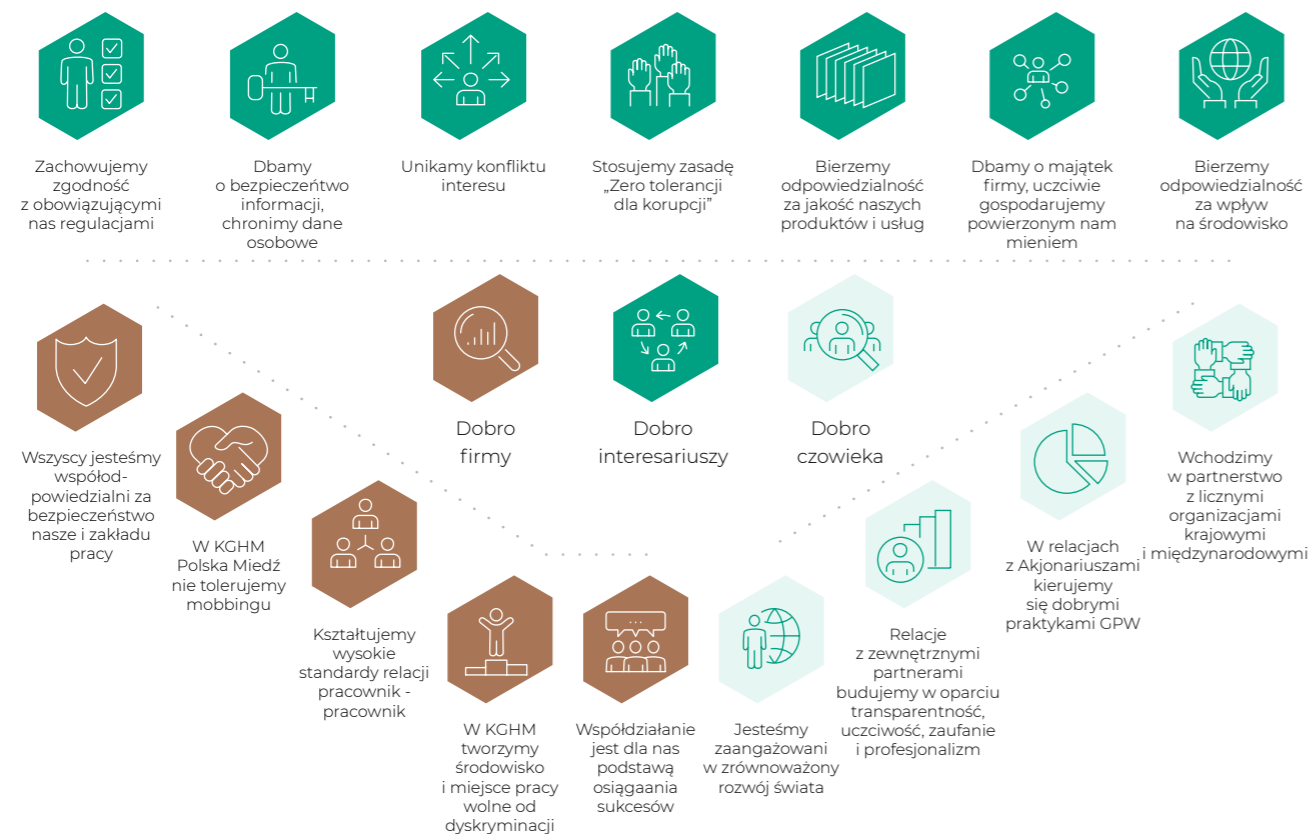 Zachowujemy
zgodność
z obowiązującymi
nas regulacjami
Dbamy
o bezpieczeńtwo
informacji,
chronimy dane
osobowe
Unikamy konfliktu
interesu
Stosujemy zasadę
„Zero tolerancji
dla korupcji”
Bierzemy
odpowiedzialność
za jakość naszych
produktów i usług
Dbamy o majątek
firmy, uczciwie
gospodarujemy
powierzonym nam
mieniem
Bierzemy
odpowiedzialność
za wpływ
na środowisko
Dobro
firmy
Dobro
interesariuszy
Dobro
czowieka
Wszyscy jesteśmy
współod-
powiedzialni za
bezpieczeństwo
nasze i zakładu
pracy
W KGHM
Polska Miedź
nie tolerujemy
mobbingu
Kształtujemy
wysokie
standardy relacji
pracownik -
pracownik
W KGHM
tworzymy
środowisko
i miejsce pracy
wolne od
dyskryminacji
Współdziałanie
jest dla nas
podstawą
osiągaania
sukcesów
Jesteśmy
zaangażowani
w zrównoważony
rozwój świata
Relacje
z zewnętrznymi
partnerami
budujemy w oparciu
transparentność,
uczciwość, zaufanie
i profesjonalizm
W relacjach
z Akjonariuszami
kierujemy
się dobrymi
praktykami GPW
Wchodzimy
w partnerstwo
z licznymi
organizacjami
krajowymi
i międzynarodowymi